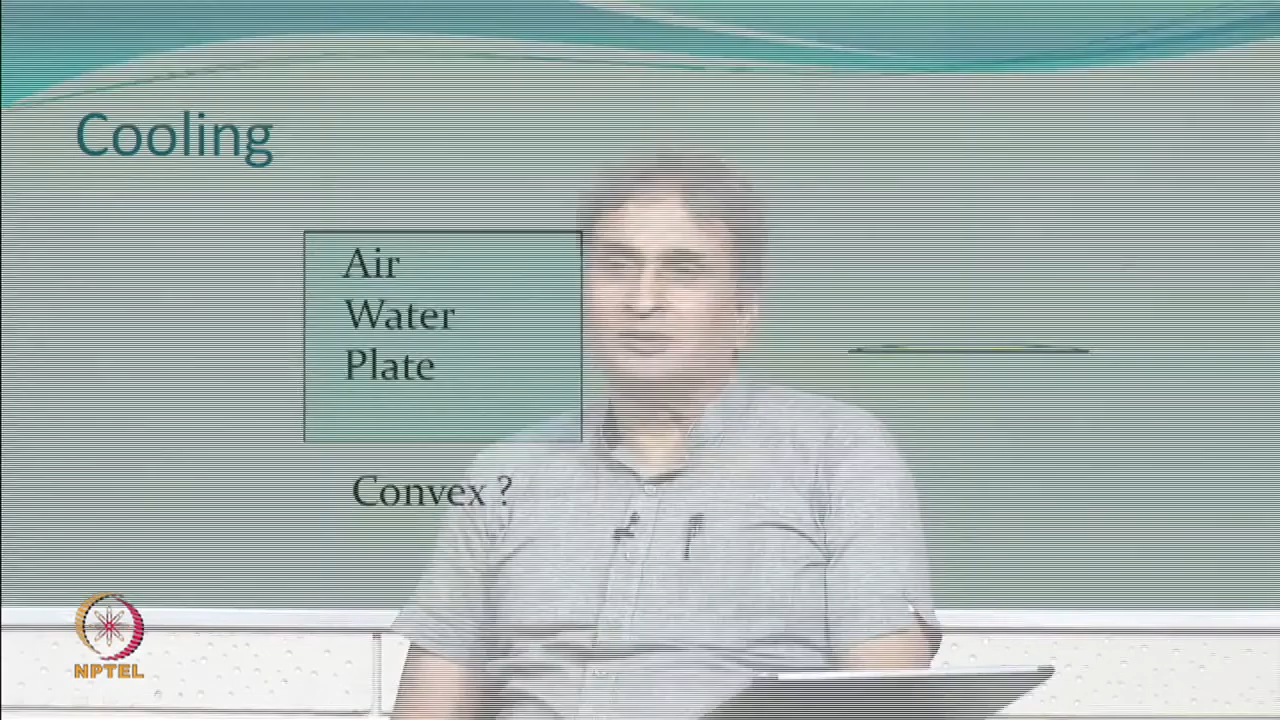 Cooling
Air
Water
Plate
Convex ?
NPTEL